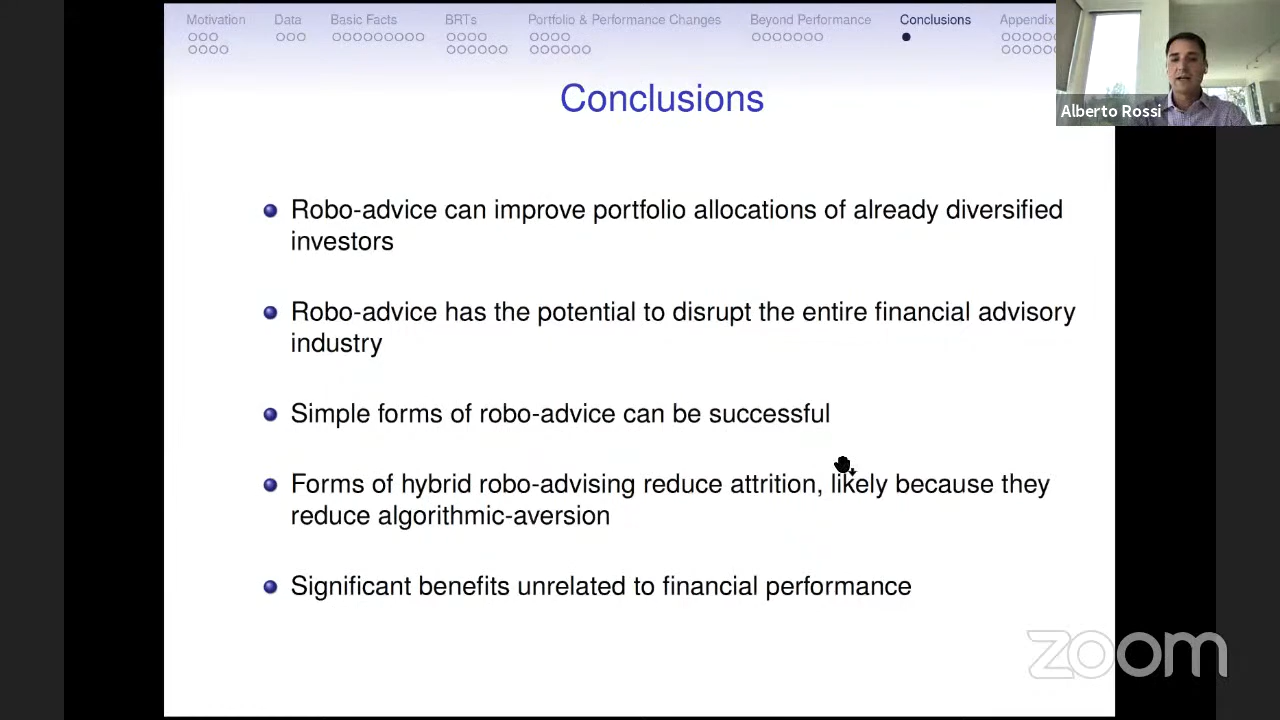 Motivation Data Basic Facts BRTs Portfolio & Performance Changes Beyond Performance Conclusions Appendix
Alberto Rossi
Conclusions
Robo-advice can improve portfolio allocations of already diversified
investors
Robo-advice has the potential to disrupt the entire financial advisory
industry
Simple forms of robo-advice can be successful
Forms of hybrid robo-advising reduce attrition, likely because they
reduce algorithmic-aversion
Significant benefits unrelated to financial performance
zoom